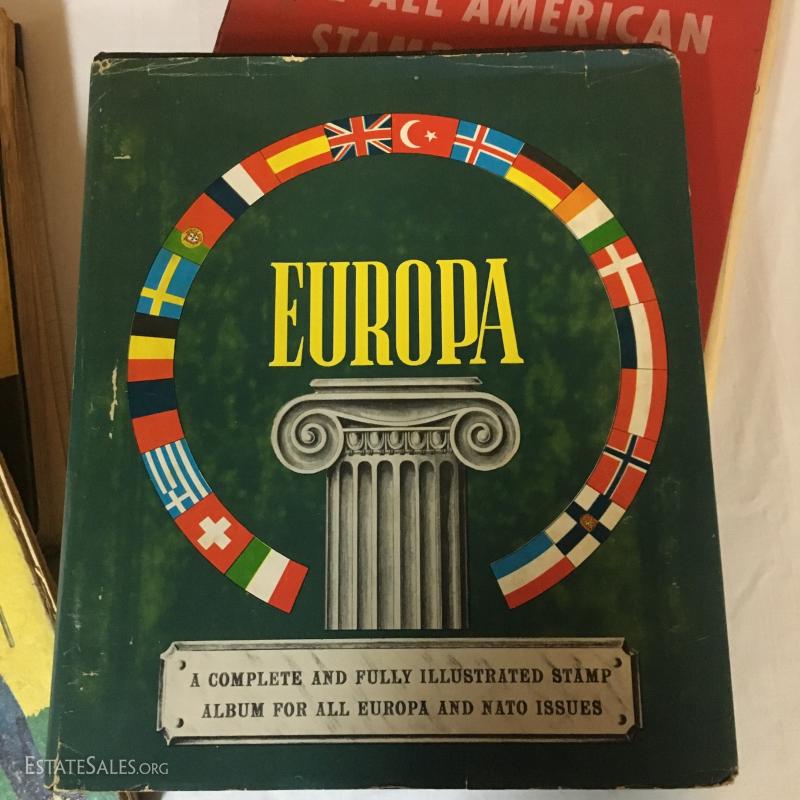 ALL AMERICAN
EUROPA
A COMPLETE AND FULLY ILLUSTRATED STAMP
ALBUM FOR ALL EUROPA AND NATO ISSUES
ESTATESALES.ORG